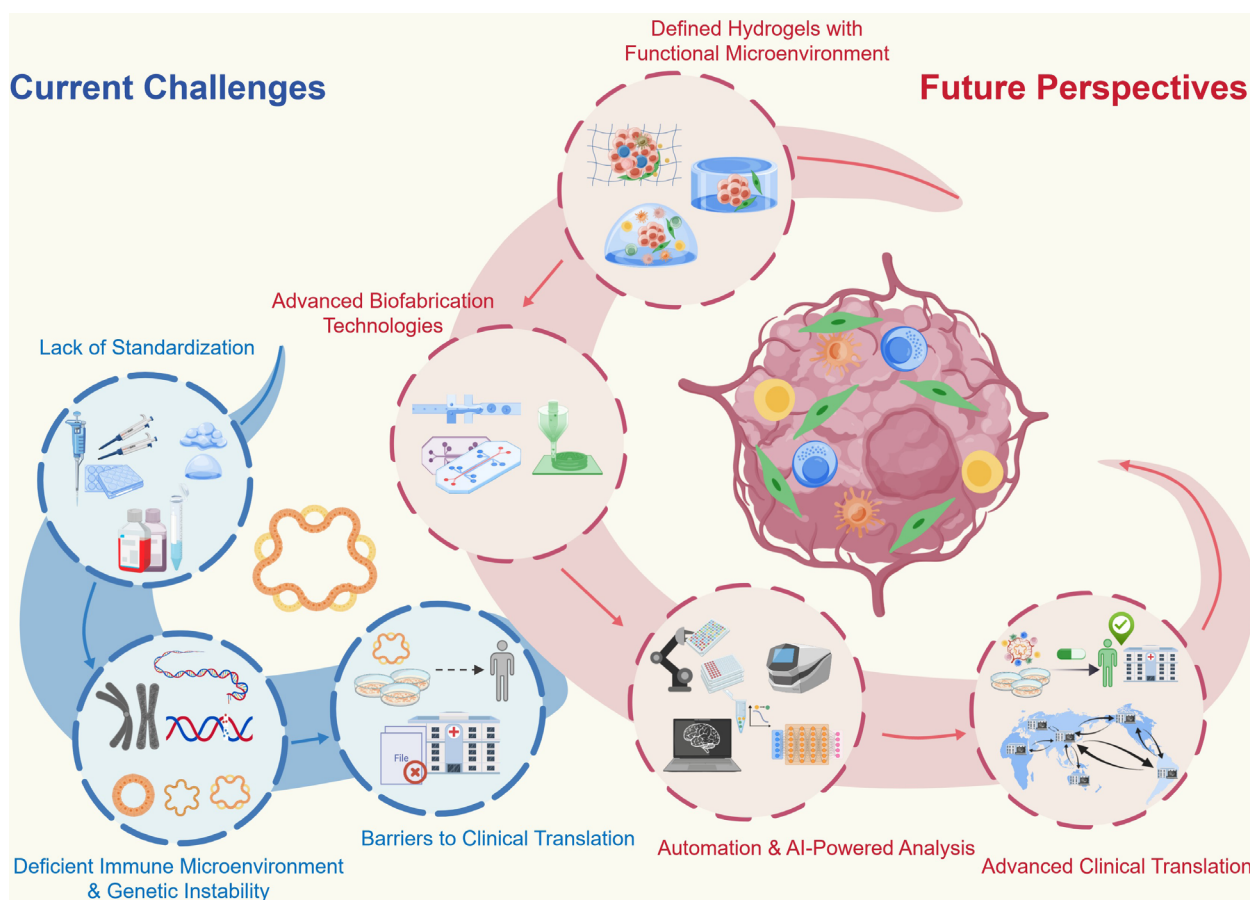 Defined Hydrogels with
Functional Microenvironment
Current Challenges
Future Perspectives
Advanced Biofabrication
Technologies
Lack of Standardization
File
Barriers to Clinical Translation
Automation & AI-Powered Analysis
Advanced Clinical Translation
Deficient Immune Microenvironment
& Genetic Instability